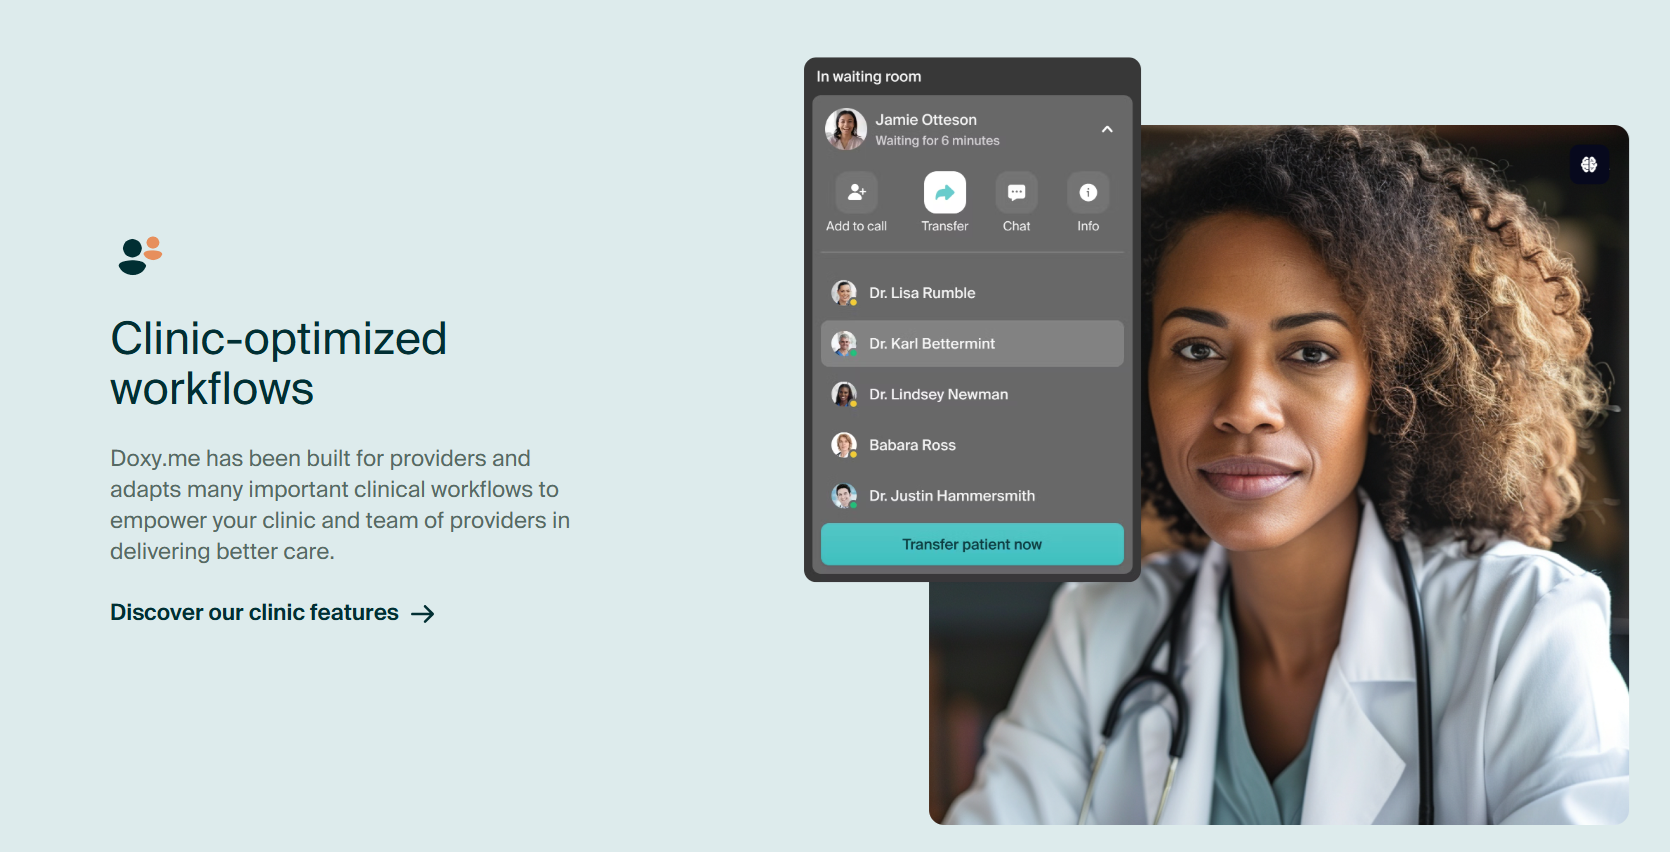 Clinic-optimized
workflows
Doxy.me has been built for providers and
adapts many important clinical workflows to
empower your clinic and team of providers in
delivering better care.
Discover our clinic features
In waiting room
Jamie Otteson
Waiting for 6 minutes
Add to call
Transfer
Chat
Info
Dr. Lisa Rumble
Dr. Karl Bettermint
Dr. Lindsey Newman
Babara Ross
Dr. Justin Hammersmith
Transfer patient now